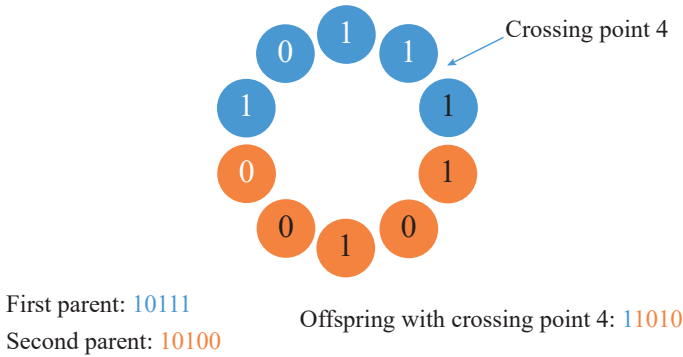 Crossing point 4
1
0 1
1 1
0 1
0 0
1
First parent: 10111
Second parent: 10100
Offspring with crossing point 4: 11010